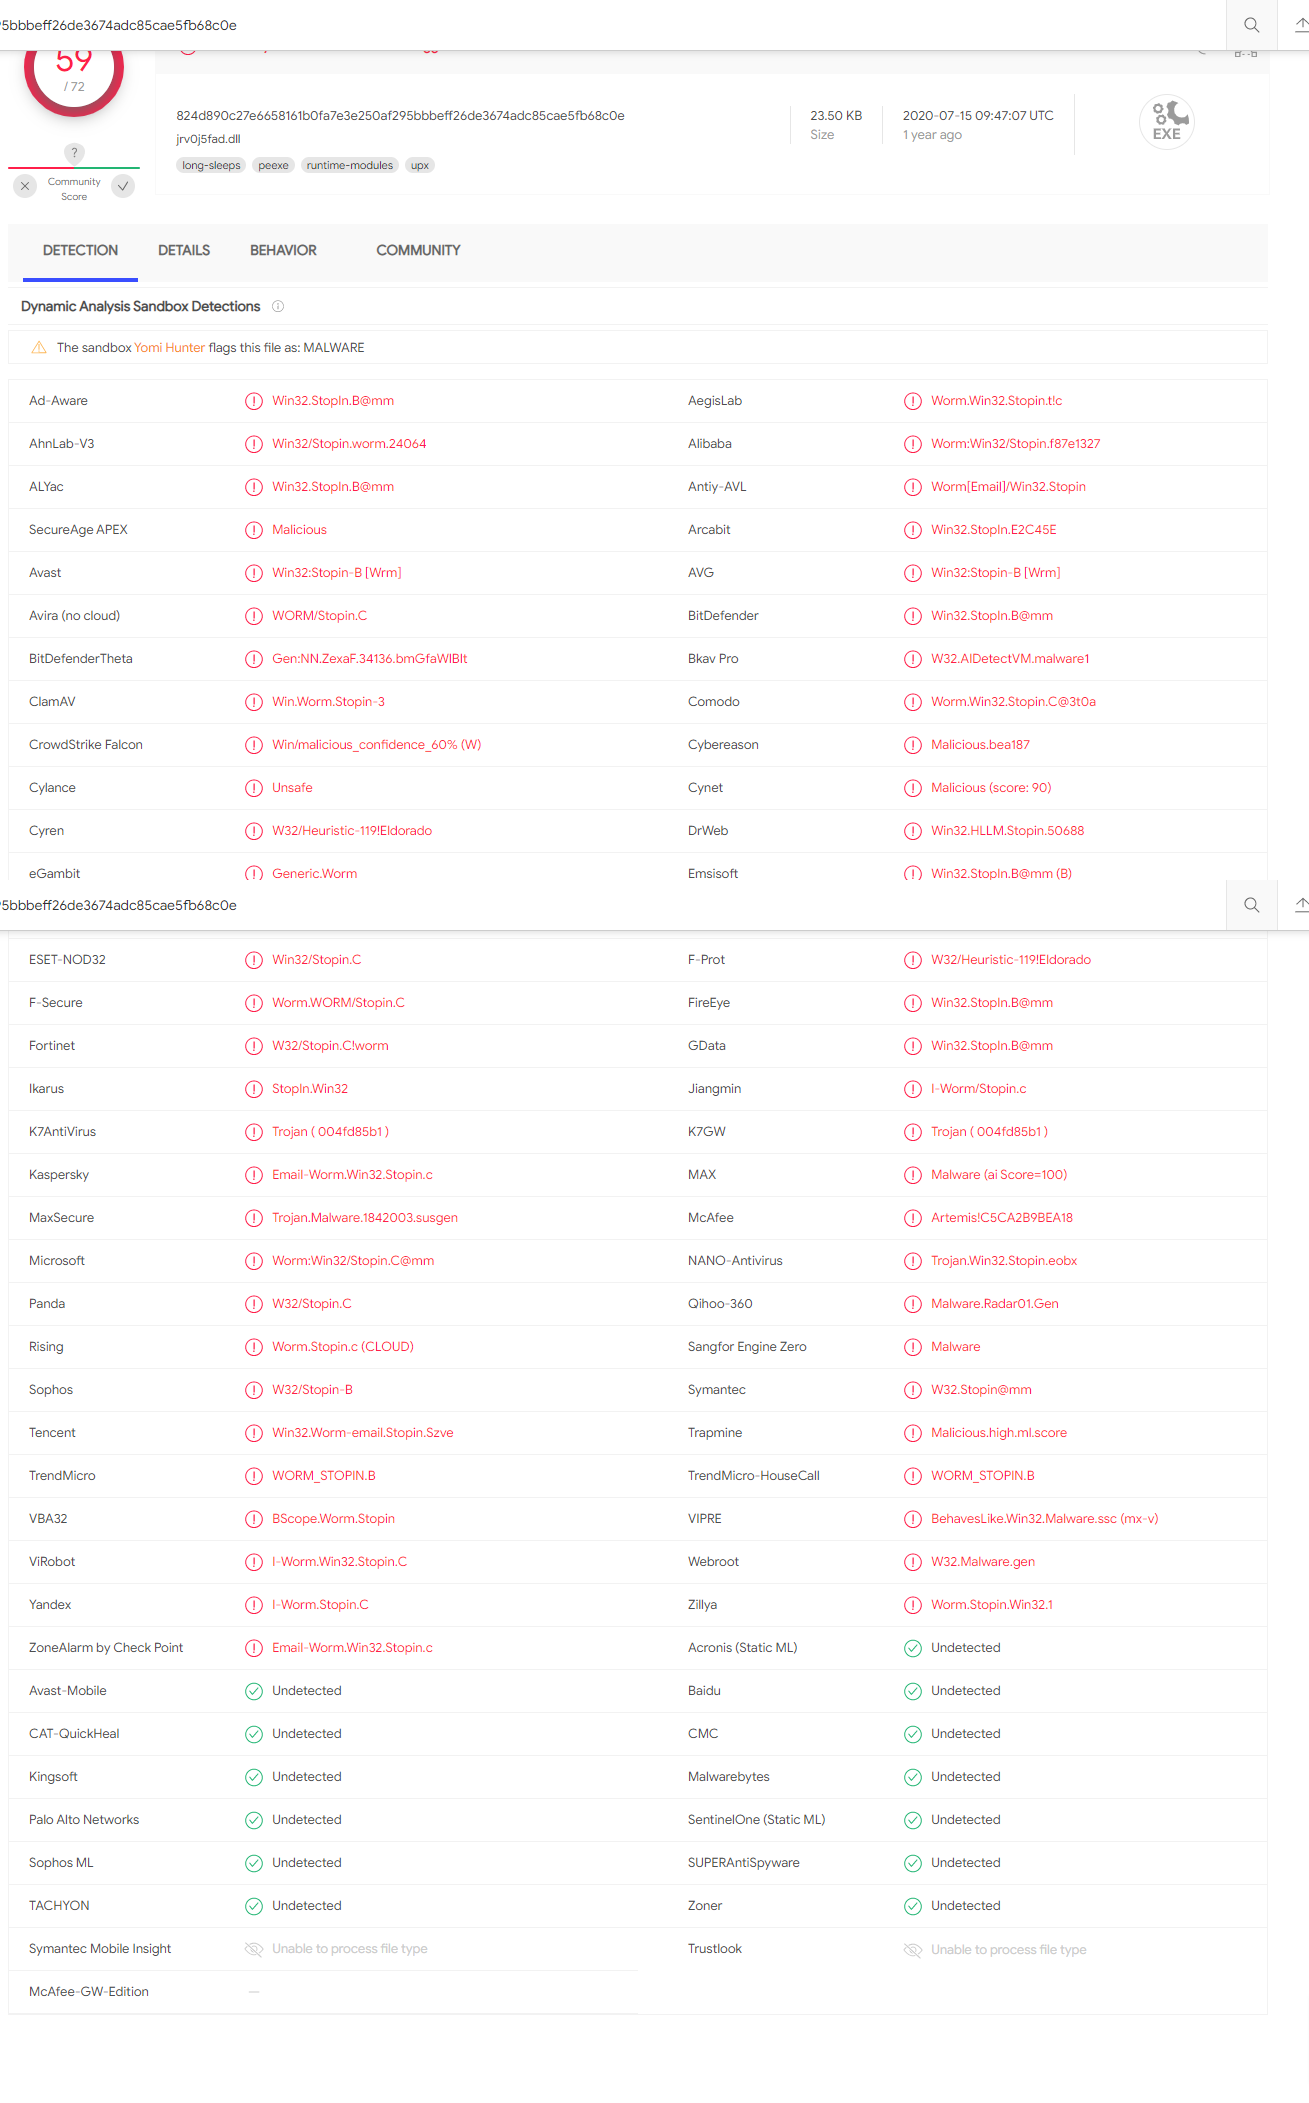 5bbbeff26de3674adc85cae5fb68c0e
59
/ 72
824d890c27e6658161b0fa7e3e250af295bbbeff26de3674adc85cae5fb68c0e
23.50 KB
2020-07-15 09:47:07 UTC
jrv0j5fad.dll
Size
1 year ago
EXE
long-sleeps peexe runtime-modules upx
?
Community
Score
DETECTION DETAILS BEHAVIOR COMMUNITY
Dynamic Analysis Sandbox Detections
The sandbox Yomi Hunter flags this file as: MALWARE
Ad-Aware Win32.StopIn.B@mm AegisLab Worm.Win32.Stopin.t!c
AhnLab-V3 Win32/Stopin.worm.24064 Alibaba Worm:Win32/Stopin.f87e1327
ALYac Win32.StopIn.B@mm Antiy-AVL Worm[Email]/Win32.Stopin
SecureAge APEX Malicious Arcabit Win32.StopIn.E2C45E
Avast Win32:Stopin-B [Wrm] AVG Win32:Stopin-B [Wrm]
Avira (no cloud) WORM/Stopin.C BitDefender Win32.StopIn.B@mm
BitDefenderTheta Gen:NN.ZexaF.34136.bmGfaWIBIt Bkav Pro W32.AIDetectVM.malware1
ClamAV Win.Worm.Stopin-3 Comodo Worm.Win32.Stopin.C@3t0a
CrowdStrike Falcon Win/malicious_confidence_60% (W) Cybereason Malicious.bea187
Cylance Unsafe Cynet Malicious (score: 90)
Cyren W32/Heuristic-119!Eldorado DrWeb Win32.HLLM.Stopin.50688
eGambit Generic.Worm Emsisoft Win32.StopIn.B@mm (B)
5bbbeff26de3674adc85cae5fb68c0e
ESET-NOD32 Win32/Stopin.C F-Prot W32/Heuristic-119!Eldorado
F-Secure Worm.WORM/Stopin.C FireEye Win32.StopIn.B@mm
Fortinet W32/Stopin.C!worm GData Win32.StopIn.B@mm
Ikarus StopIn.Win32 Jiangmin I-Worm/Stopin.c
K7AntiVirus Trojan ( 004fd85b1 ) K7GW Trojan ( 004fd85b1 )
Kaspersky Email-Worm.Win32.Stopin.c MAX Malware (ai Score=100)
MaxSecure Trojan.Malware.1842003.susgen McAfee Artemis!C5CA2B9BEA18
Microsoft Worm:Win32/Stopin.C@mm NANO-Antivirus Trojan.Win32.Stopin.eobx
Panda W32/Stopin.C Qihoo-360 Malware.Radar01.Gen
Rising Worm.Stopin.c (CLOUD) Sangfor Engine Zero Malware
Sophos W32/Stopin-B Symantec W32.Stopin@mm
Tencent Win32.Worm-email.Stopin.Szve Trapmine Malicious.high.ml.score
TrendMicro WORM_STOPIN.B TrendMicro-HouseCall WORM_STOPIN.B
VBA32 BScope.Worm.Stopin VIPRE BehavesLike.Win32.Malware.ssc (mx-v)
ViRobot I-Worm.Win32.Stopin.C Webroot W32.Malware.gen
Yandex I-Worm.Stopin.C Zillya Worm.Stopin.Win32.1
ZoneAlarm by Check Point Email-Worm.Win32.Stopin.c Acronis (Static ML) Undetected
Avast-Mobile Undetected Baidu Undetected
CAT-QuickHeal Undetected CMC Undetected
Kingsoft Undetected Malwarebytes Undetected
Palo Alto Networks Undetected SentinelOne (Static ML) Undetected
Sophos ML Undetected SUPERAntiSpyware Undetected
TACHYON Undetected Zoner Undetected
Symantec Mobile Insight Unable to process file type Trustlook Unable to process file type
McAfee-GW-Edition —